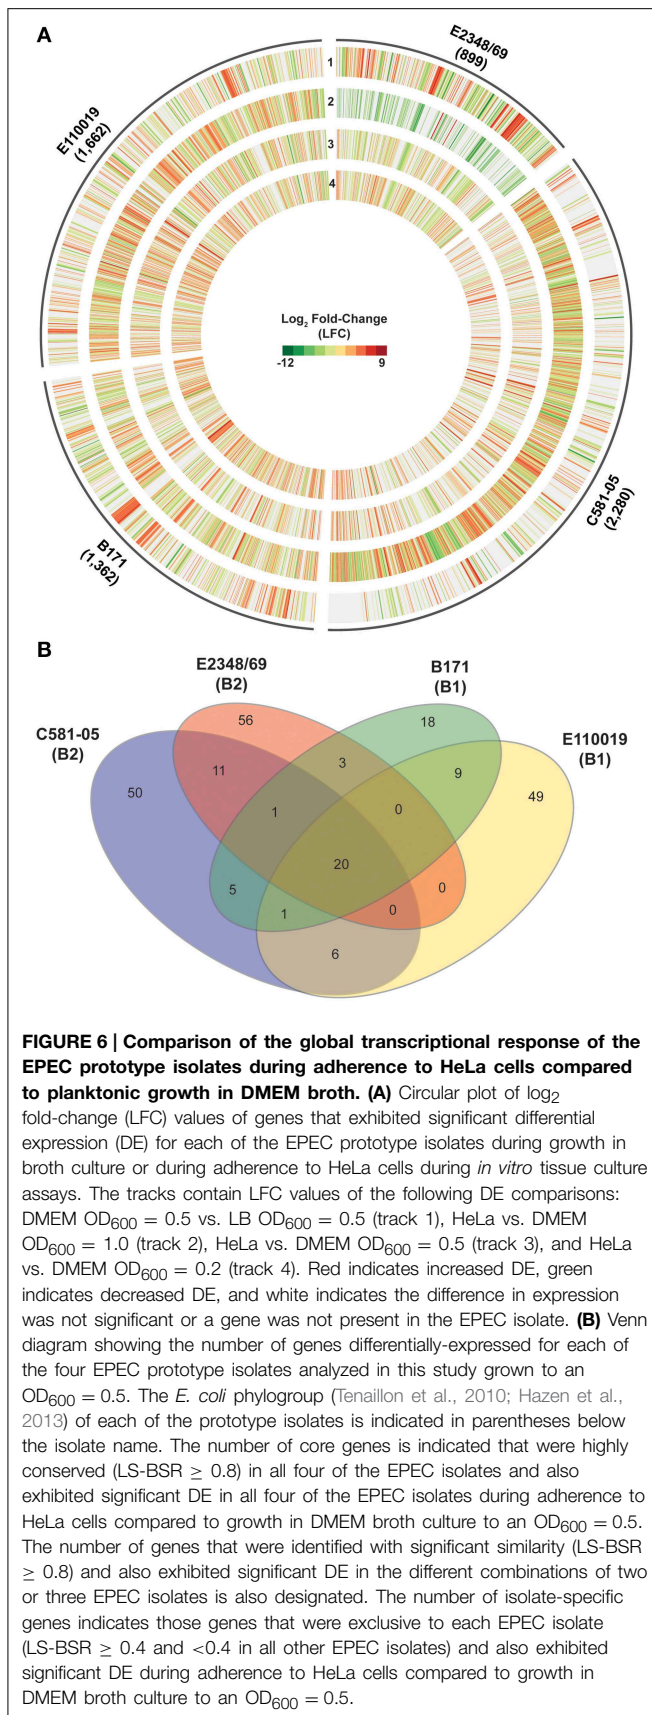 A
E2348/69
(899)
E110019
(1,662)
1
2
3
4
Log2 Fold-Change
(LFC)
-12 9
C581-05
(2,280)
B171
(1,362)
B
E2348/69
(B2)
B171
(B1)
C581-05
(B2)
E110019
(B1)
56
18
11
3
9
50
49
1
0
20
5
0
1
0
6
FIGURE 6 | Comparison of the global transcriptional response of the
EPEC prototype isolates during adherence to HeLa cells compared
to planktonic growth in DMEM broth. (A) Circular plot of log2
fold-change (LFC) values of genes that exhibited significant differential
expression (DE) for each of the EPEC prototype isolates during growth in
broth culture or during adherence to HeLa cells during in vitro tissue culture
assays. The tracks contain LFC values of the following DE comparisons:
DMEM OD600 = 0.5 vs. LB OD600 = 0.5 (track 1), HeLa vs. DMEM
OD600 = 1.0 (track 2), HeLa vs. DMEM OD600 = 0.5 (track 3), and HeLa
vs. DMEM OD600 = 0.2 (track 4). Red indicates increased DE, green
indicates decreased DE, and white indicates the difference in expression
was not significant or a gene was not present in the EPEC isolate. (B) Venn
diagram showing the number of genes differentially-expressed for each of
the four EPEC prototype isolates analyzed in this study grown to an
OD600 = 0.5. The E. coli phylogroup (Tenaillon et al., 2010; Hazen et al.,
2013) of each of the prototype isolates is indicated in parentheses below
the isolate name. The number of core genes is indicated that were highly
conserved (LS-BSR ≥ 0.8) in all four of the EPEC isolates and also
exhibited significant DE in all four of the EPEC isolates during adherence to
HeLa cells compared to growth in DMEM broth culture to an OD600 = 0.5.
The number of genes that were identified with significant similarity (LS-BSR
≥ 0.8) and also exhibited significant DE in the different combinations of two
or three EPEC isolates is also designated. The number of isolate-specific
genes indicates those genes that were exclusive to each EPEC isolate
(LS-BSR ≥ 0.4 and <0.4 in all other EPEC isolates) and also exhibited
significant DE during adherence to HeLa cells compared to growth in
DMEM broth culture to an OD600 = 0.5.